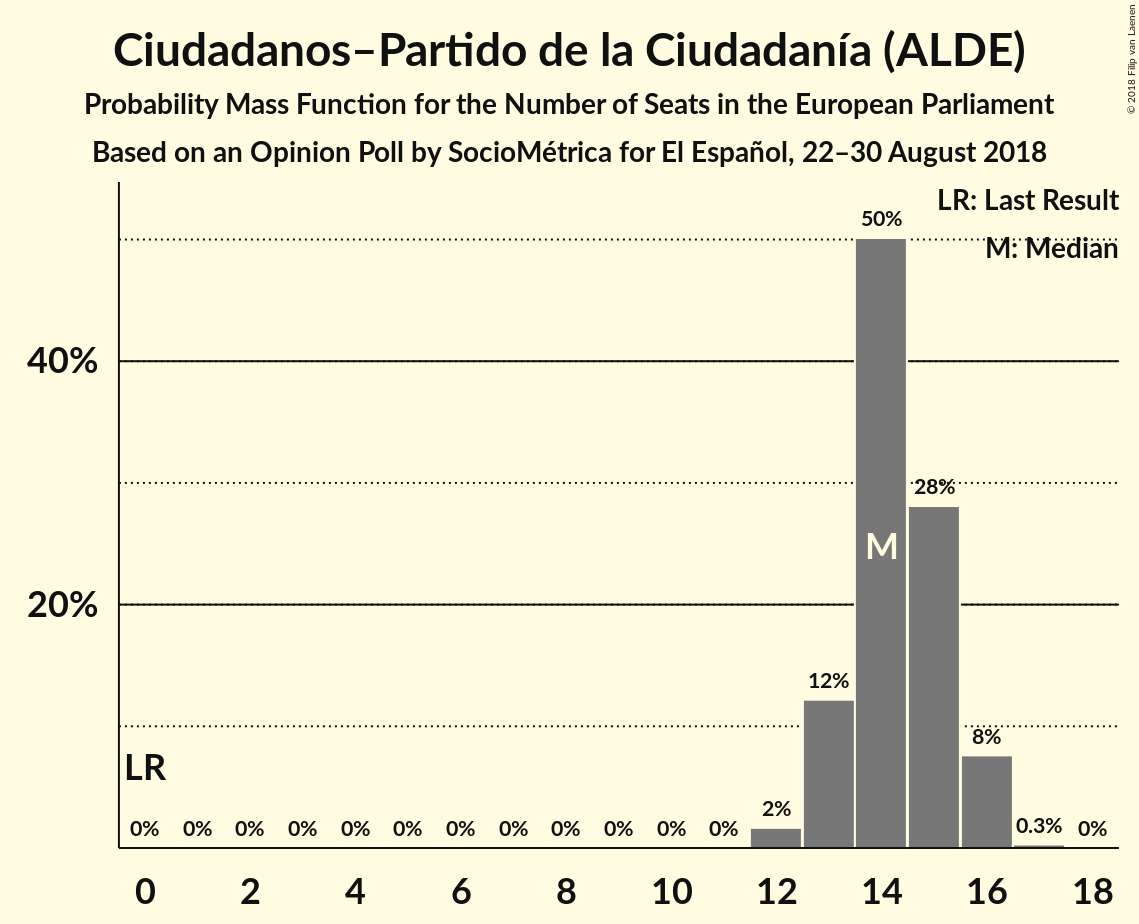 Ciudadanos–Partido de la Ciudadanía (ALDE)
Probability Mass Function for the Number of Seats in the European Parliament
Based on an Opinion Poll by SocioMétrica for El Español, 22–30 August 2018
© 2018 Filip van Laenen
LR: Last Result
M: Median
50%
40%
28%
M
20%
12%
8%
LR
2%
0% 0% 0% 0% 0% 0% 0% 0% 0% 0% 0% 0% 0.3% 0%
0 2 4 6 8 10 12 14 16 18